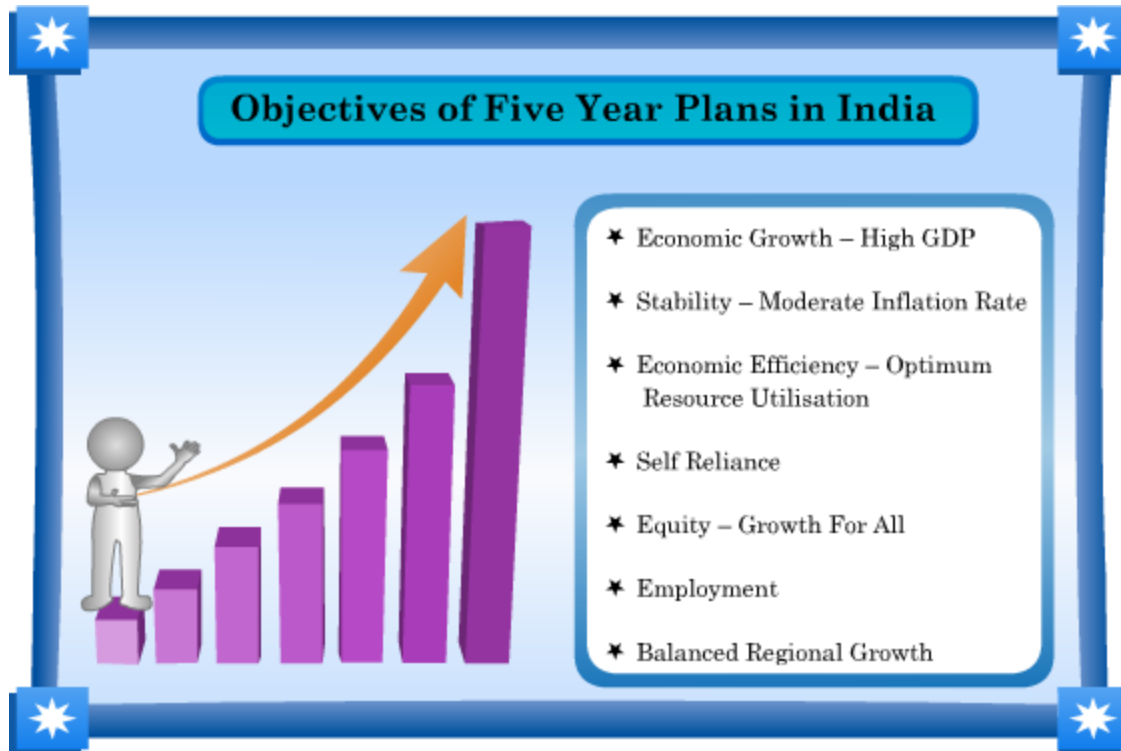 Objectives of Five Year Plans in India
Economic Growth – High GDP
Stability – Moderate Inflation Rate
Economic Efficiency – Optimum
Resource Utilisation
Self Reliance
Equity – Growth For All
Employment
Balanced Regional Growth